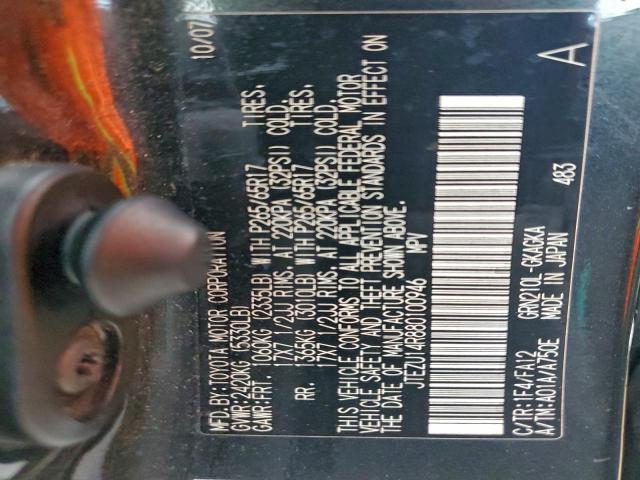 MFD.BY: TOYOTA MOTOR CORPORATION 10/07
GVWR: 2420KG (5330LB)
GAWR: FRT. 1060KG (2335LB) WITH P265/65R17 TIRES,
17X7 1/2JJ RIMS, AT 220KPA (32PSI) COLD.
RR. 1365KG (3010LB) WITH P265/65R17 TIRES,
17X7 1/2JJ RIMS, AT 220KPA (32PSI) COLD.
THIS VEHICLE CONFORMS TO ALL APPLICABLE FEDERAL MOTOR
VEHICLE SAFETY AND THEFT PREVENTION STANDARDS IN EFFECT ON
THE DATE OF MANUFACTURE SHOWN ABOVE.
JTEZU14R880100946 MPV
A
483
C/TR:1F4/FA12 GRN210L-GKAGKA
A/TM:A01A/A750E MADE IN JAPAN